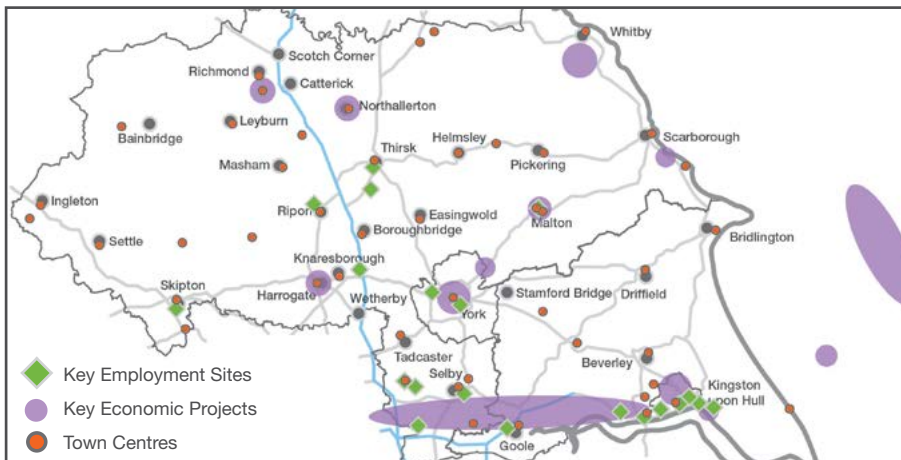 Whitby
Scotch Corner
Richmond
Catterick
Northallerton
Leyburn
Bainbridge
Helmsley
Scarborough
Thirsk
Masham
Pickering
Ingleton
Ripon
Easingwold
Malton
Boroughbridge
Settle
Bridlington
Knaresborough
Skipton
Harrogate
Wetherby
York
Stamford Bridge
Driffield
Tadcaster
Beverley
Selby
Kingston
upon Hull
Goole
Key Employment Sites
Key Economic Projects
Town Centres